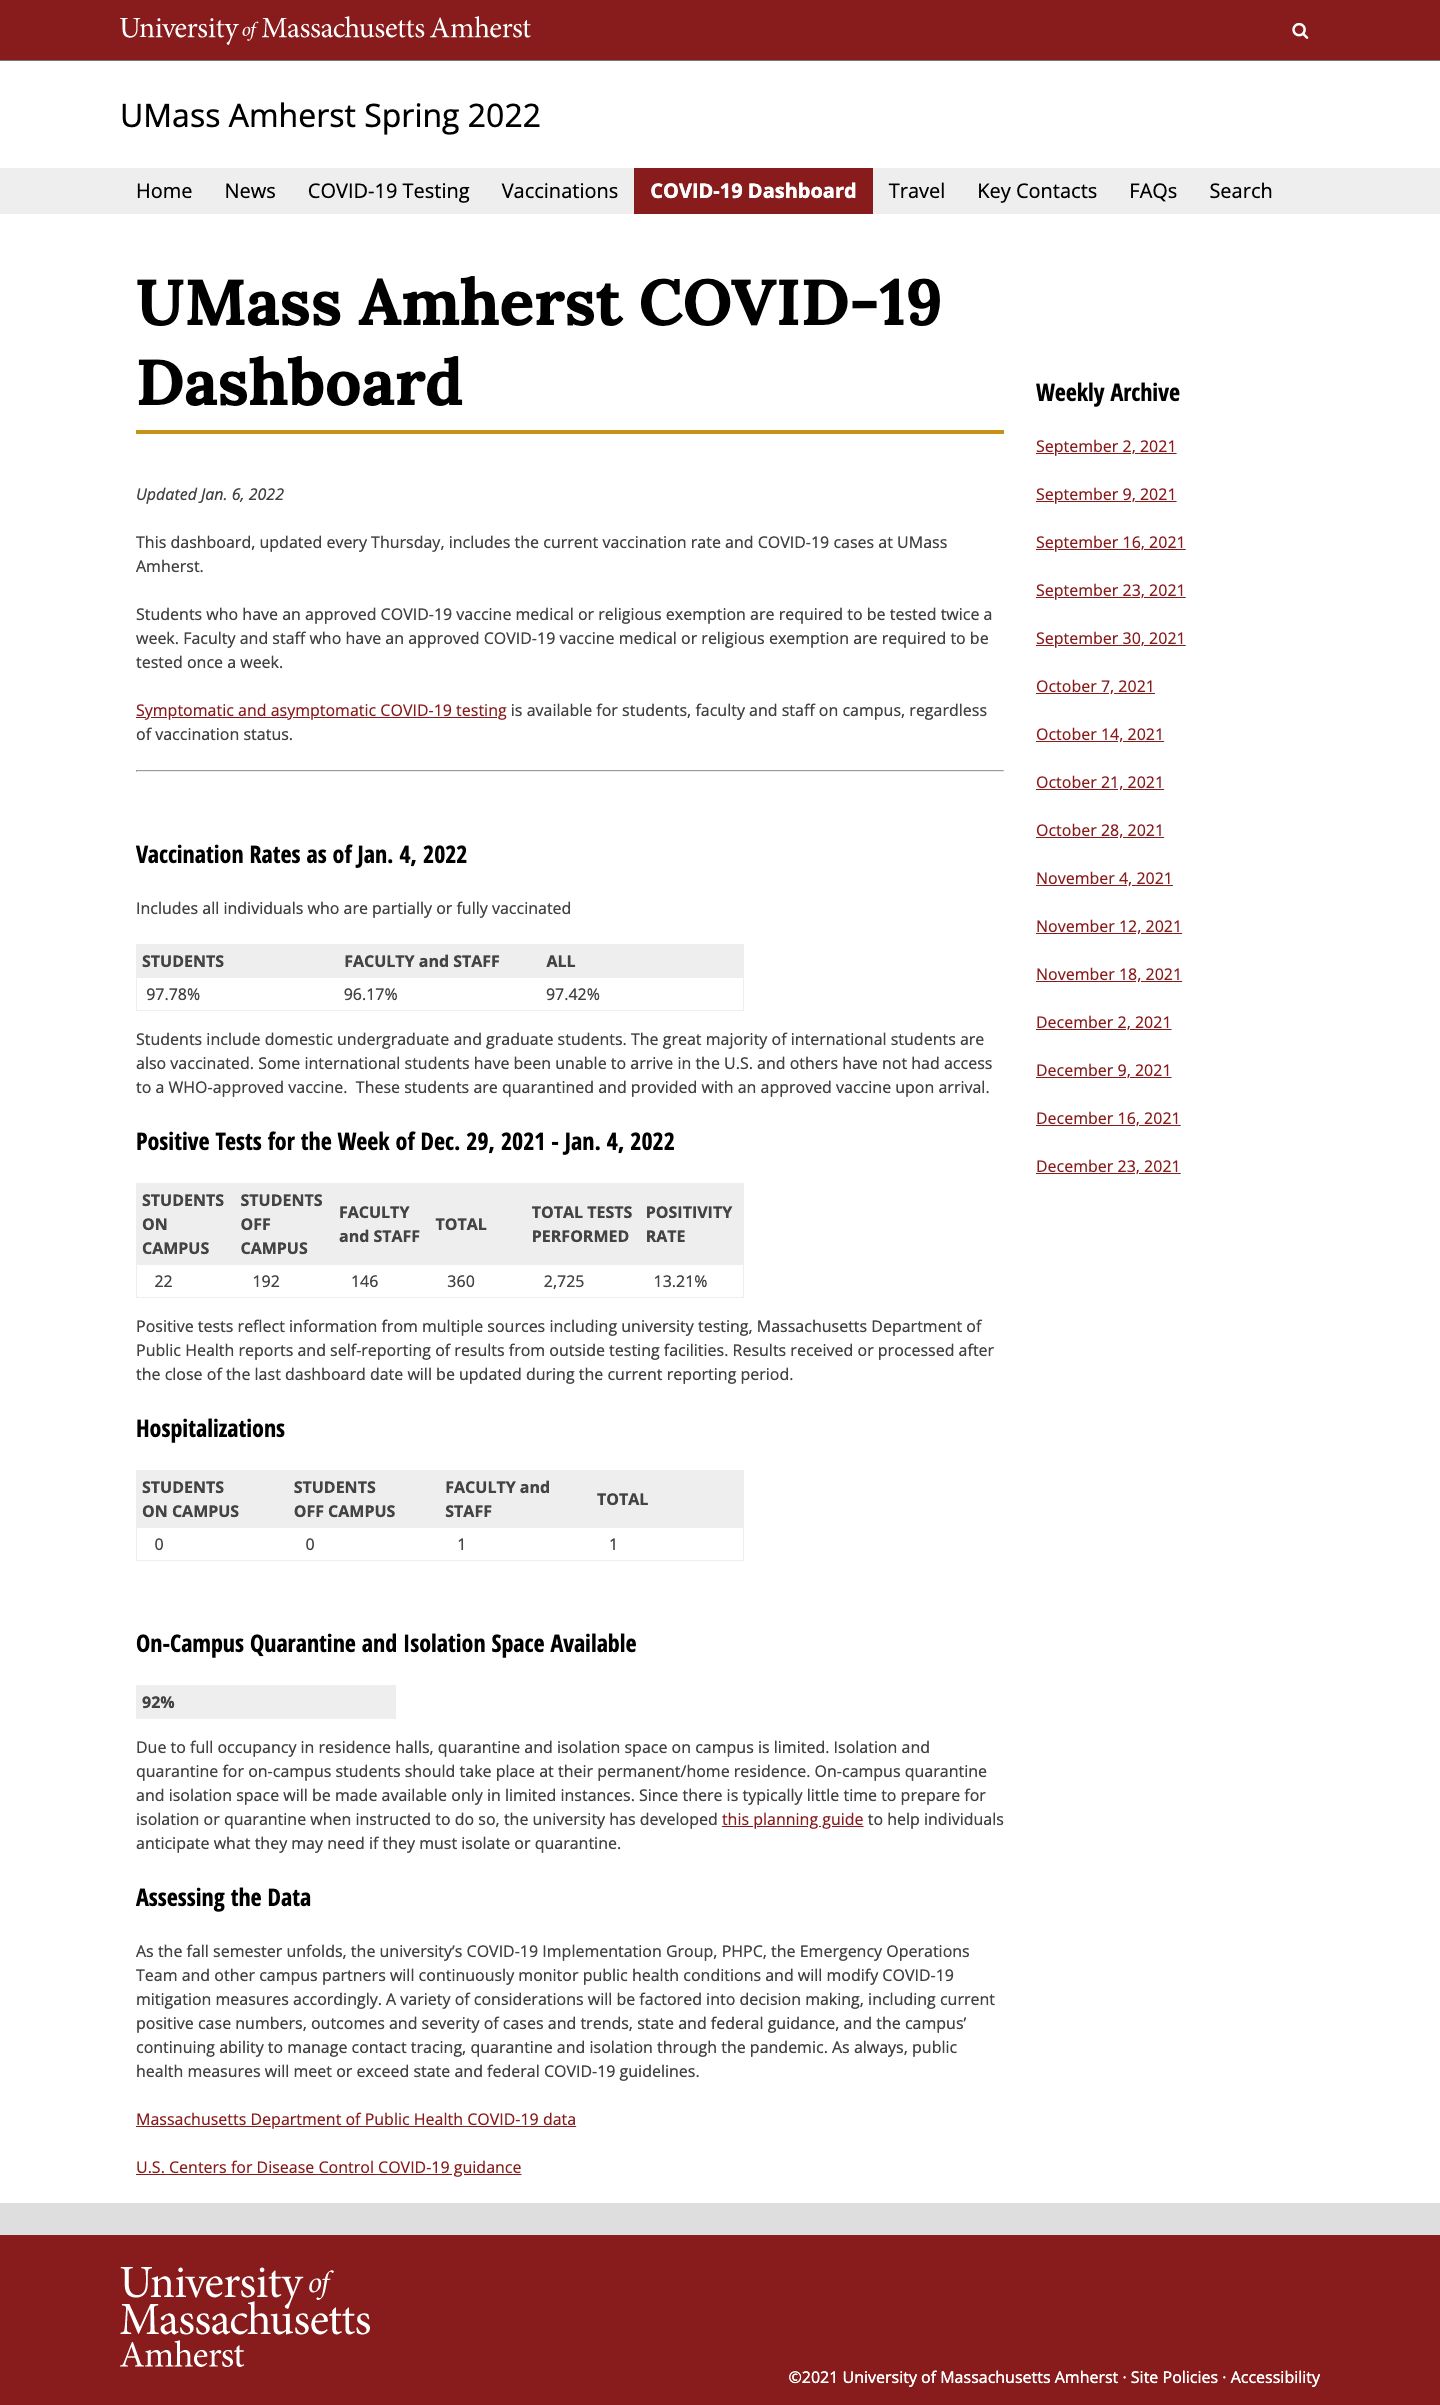 University of Massachusetts Amherst
UMass Amherst Spring 2022
Home News COVID-19 Testing Vaccinations COVID-19 Dashboard Travel Key Contacts FAQs Search
UMass Amherst COVID-19
Dashboard
Updated Jan. 6, 2022
This dashboard, updated every Thursday, includes the current vaccination rate and COVID-19 cases at UMass
Amherst.
Students who have an approved COVID-19 vaccine medical or religious exemption are required to be tested twice a
week. Faculty and staff who have an approved COVID-19 vaccine medical or religious exemption are required to be
tested once a week.
Symptomatic and asymptomatic COVID-19 testing is available for students, faculty and staff on campus, regardless
of vaccination status.
Vaccination Rates as of Jan. 4, 2022
Includes all individuals who are partially or fully vaccinated
STUDENTS FACULTY and STAFF ALL
97.78% 96.17% 97.42%
Students include domestic undergraduate and graduate students. The great majority of international students are
also vaccinated. Some international students have been unable to arrive in the U.S. and others have not had access
to a WHO-approved vaccine.  These students are quarantined and provided with an approved vaccine upon arrival.
Positive Tests for the Week of Dec. 29, 2021 - Jan. 4, 2022
STUDENTS ON CAMPUS STUDENTS OFF CAMPUS FACULTY and STAFF TOTAL TOTAL TESTS PERFORMED POSITIVITY RATE
22 192 146 360 2,725 13.21%
Positive tests reflect information from multiple sources including university testing, Massachusetts Department of
Public Health reports and self-reporting of results from outside testing facilities. Results received or processed after
the close of the last dashboard date will be updated during the current reporting period.
Hospitalizations
STUDENTS ON CAMPUS STUDENTS OFF CAMPUS FACULTY and STAFF TOTAL
0 0 1 1
On-Campus Quarantine and Isolation Space Available
92%
Due to full occupancy in residence halls, quarantine and isolation space on campus is limited. Isolation and
quarantine for on-campus students should take place at their permanent/home residence. On-campus quarantine
and isolation space will be made available only in limited instances. Since there is typically little time to prepare for
isolation or quarantine when instructed to do so, the university has developed this planning guide to help individuals
anticipate what they may need if they must isolate or quarantine.
Assessing the Data
As the fall semester unfolds, the university's COVID-19 Implementation Group, PHPC, the Emergency Operations
Team and other campus partners will continuously monitor public health conditions and will modify COVID-19
mitigation measures accordingly. A variety of considerations will be factored into decision making, including current
positive case numbers, outcomes and severity of cases and trends, state and federal guidance, and the campus'
continuing ability to manage contact tracing, quarantine and isolation through the pandemic. As always, public
health measures will meet or exceed state and federal COVID-19 guidelines.
Massachusetts Department of Public Health COVID-19 data
U.S. Centers for Disease Control COVID-19 guidance
Weekly Archive
September 2, 2021
September 9, 2021
September 16, 2021
September 23, 2021
September 30, 2021
October 7, 2021
October 14, 2021
October 21, 2021
October 28, 2021
November 4, 2021
November 12, 2021
November 18, 2021
December 2, 2021
December 9, 2021
December 16, 2021
December 23, 2021
University of
Massachusetts
Amherst
©2021 University of Massachusetts Amherst · Site Policies · Accessibility